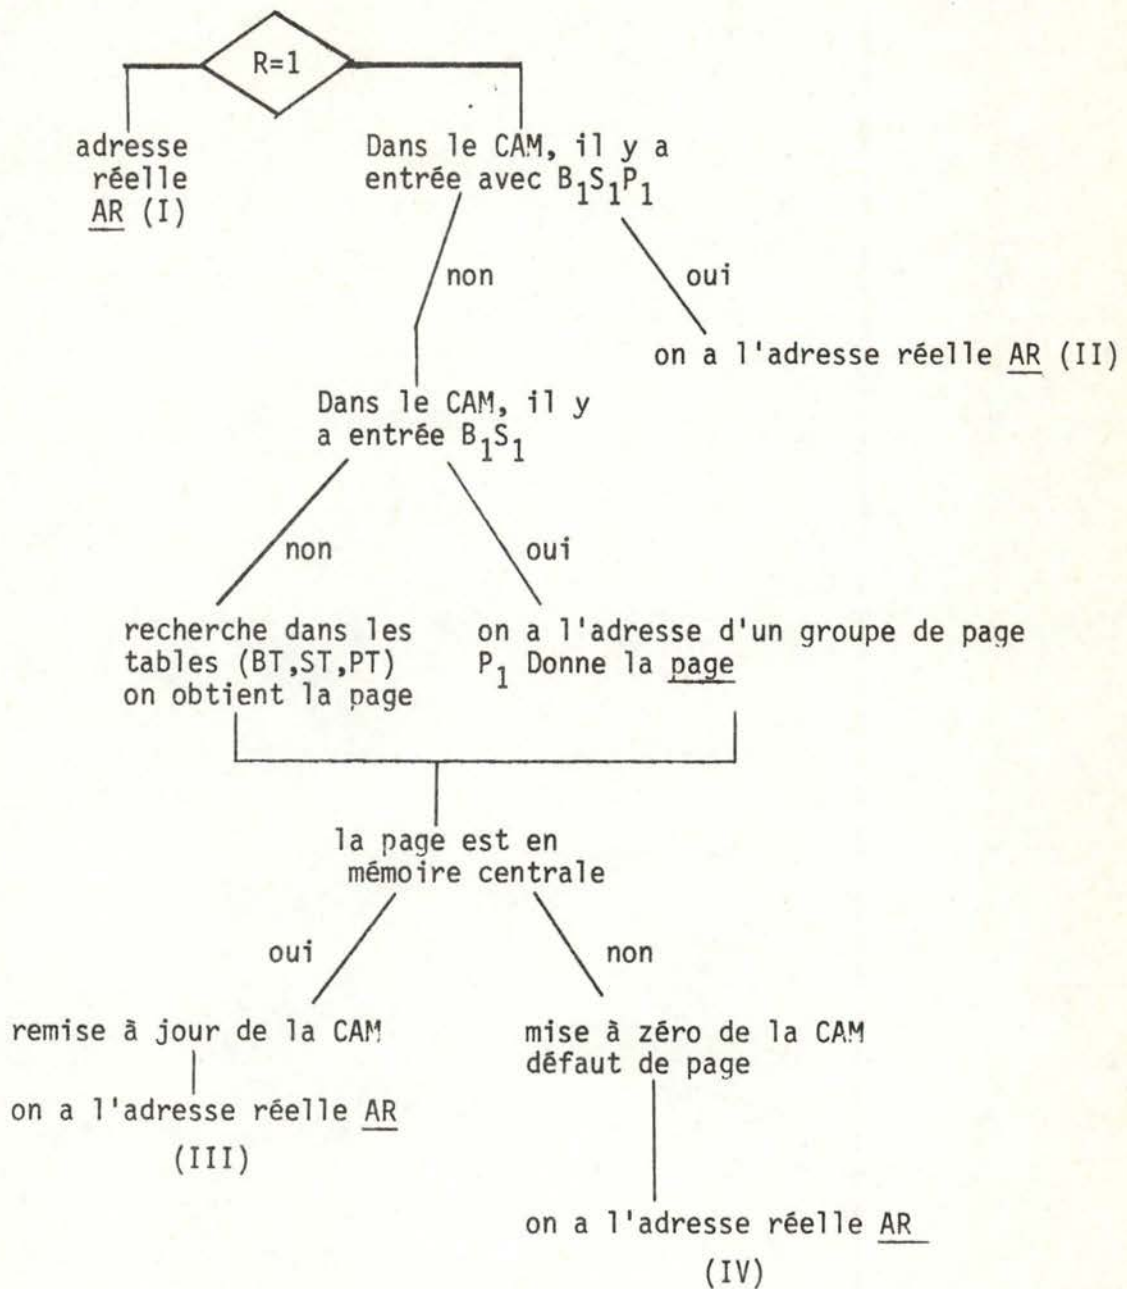 R=1
adresse
réelle
AR (I)
Dans le CAM, il y a
entrée avec B₁S₁P₁
non
oui
on a l'adresse réelle AR (II)
Dans le CAM, il y
a entrée B₁S₁
non
oui
recherche dans les
tables (BT,ST,PT)
on obtient la page
on a l'adresse d'un groupe de page
P₁ Donne la page
la page est en
mémoire centrale
oui
non
remise à jour de la CAM
on a l'adresse réelle AR
(III)
mise à zéro de la CAM
défaut de page
on a l'adresse réelle AR
(IV)